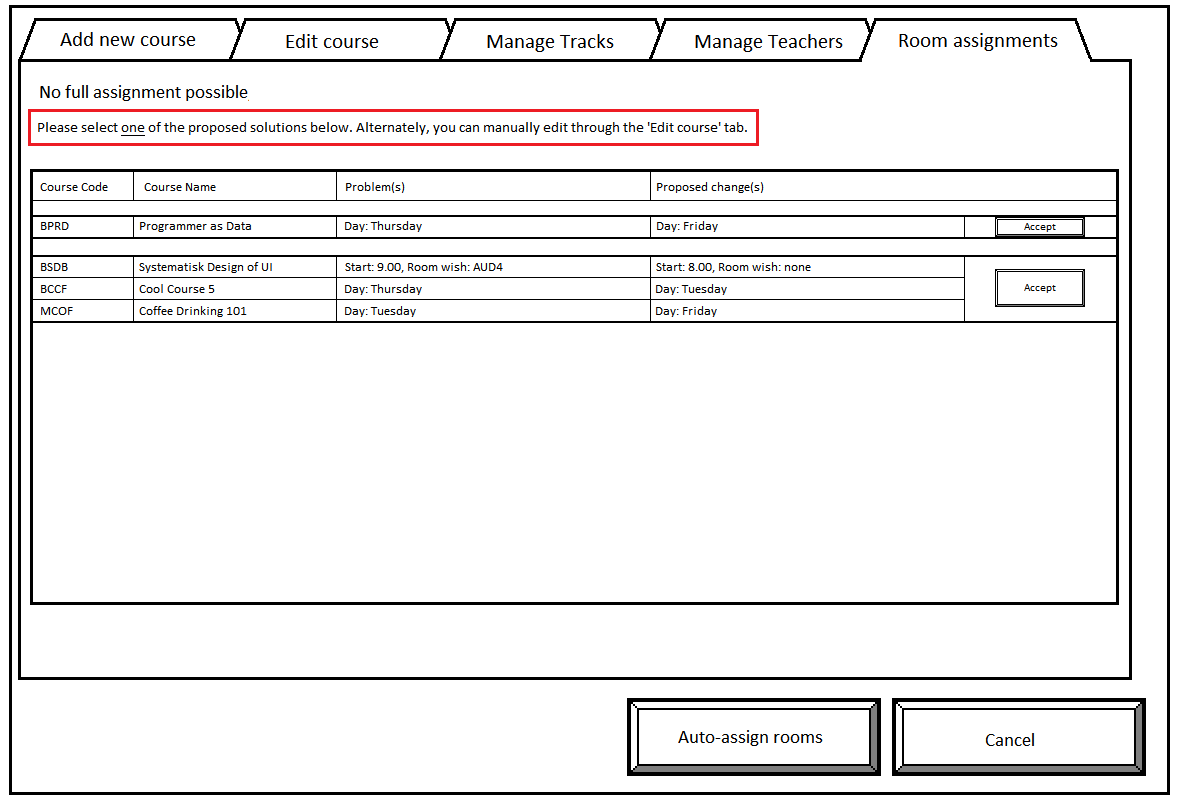 Add new course Edit course Manage Tracks Manage Teachers Room assignments
No full assignment possible
Please select one of the proposed solutions below. Alternately, you can manually edit through the 'Edit course' tab.
Course Code Course Name Problem(s) Proposed change(s)
BPRD Programmer as Data Day: Thursday Day: Friday Accept
BSDB Systematisk Design of UI Start: 9.00, Room wish: AUD4 Start: 8.00, Room wish: none
BCCF Cool Course 5 Day: Thursday Day: Tuesday Accept
MCOF Coffee Drinking 101 Day: Tuesday Day: Friday
Auto-assign rooms Cancel